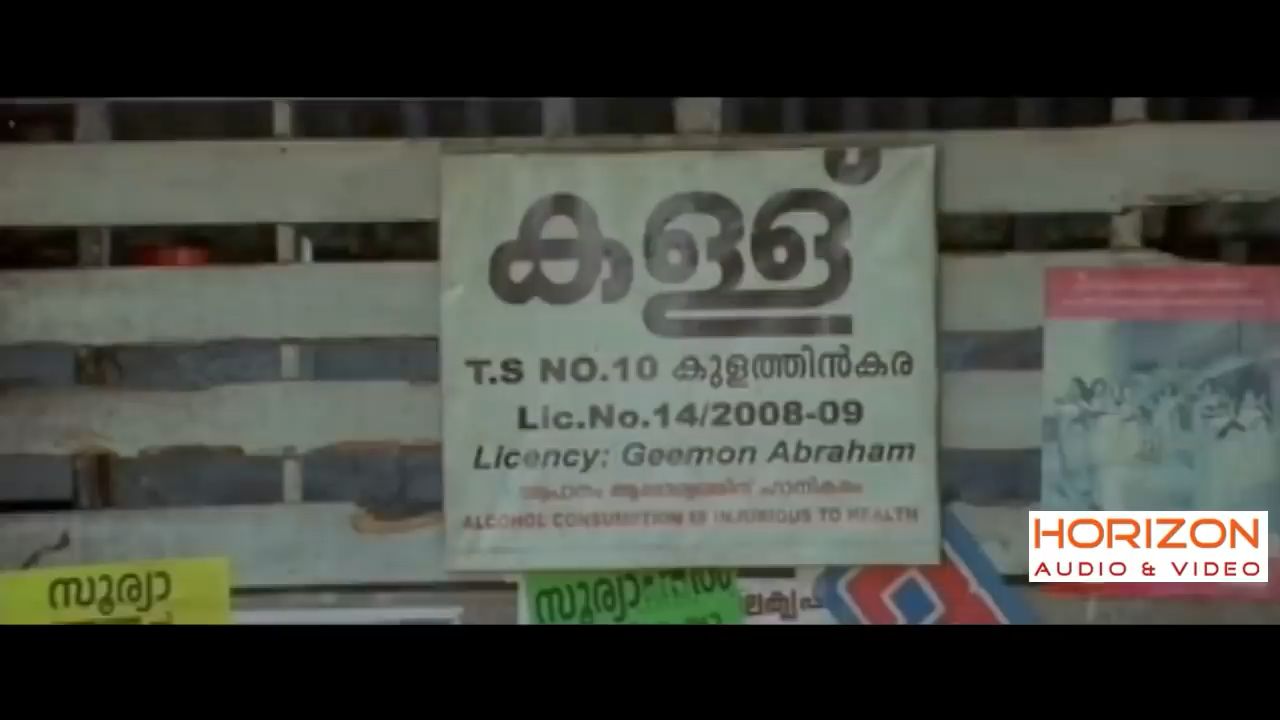 കള്ള്
T.S NO.10 കുളത്തിൻകര
Lic.No.14/2008-09
Licency: Geemon Abraham
ALCOHOL CONSUMPTION IS INJURIOUS TO HEALTH
HORIZON
AUDIO & VIDEO
സൂര്യാ